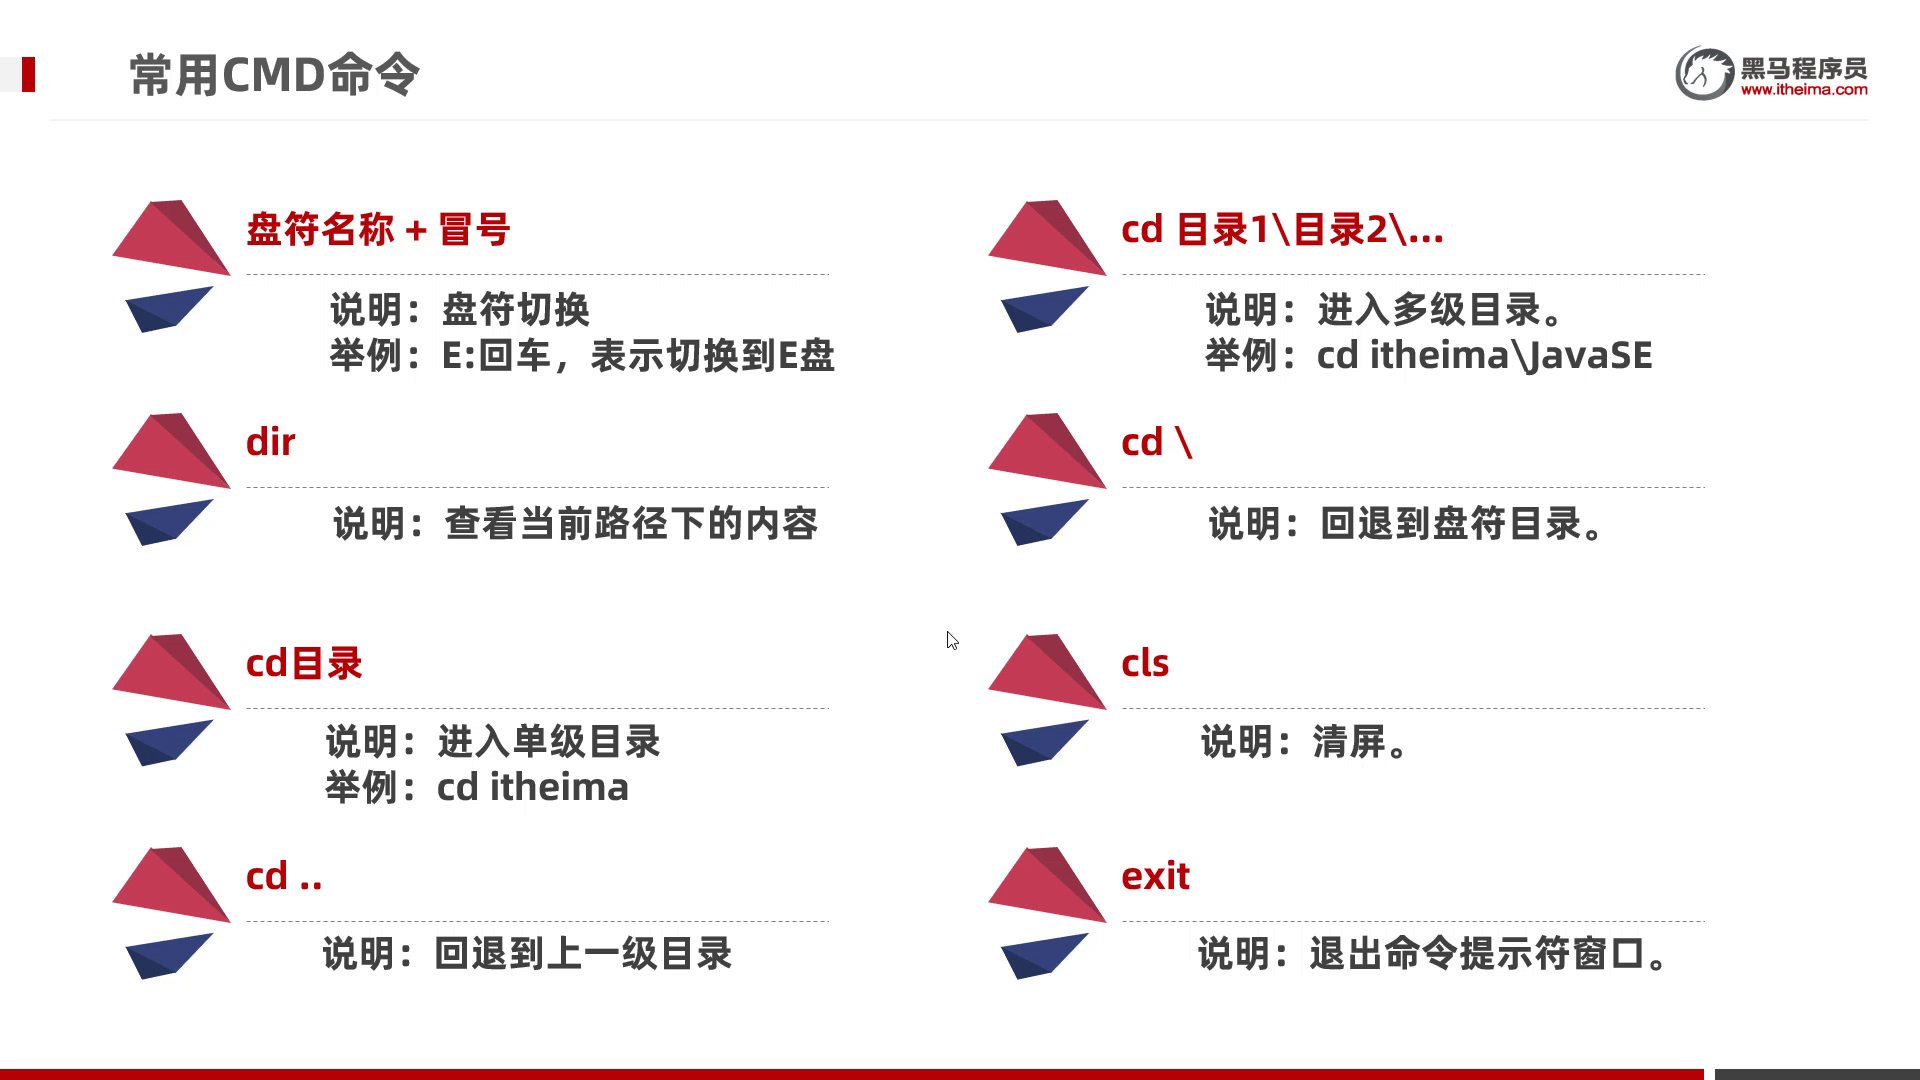 常用CMD命令
黑马程序员
www.itheima.com
盘符名称 + 冒号
说明：盘符切换
举例：E:回车，表示切换到E盘
dir
说明：查看当前路径下的内容
cd目录
说明：进入单级目录
举例：cd itheima
cd ..
说明：回退到上一级目录
cd 目录1\目录2\...
说明：进入多级目录。
举例：cd itheima\JavaSE
cd \
说明：回退到盘符目录。
cls
说明：清屏。
exit
说明：退出命令提示符窗口。